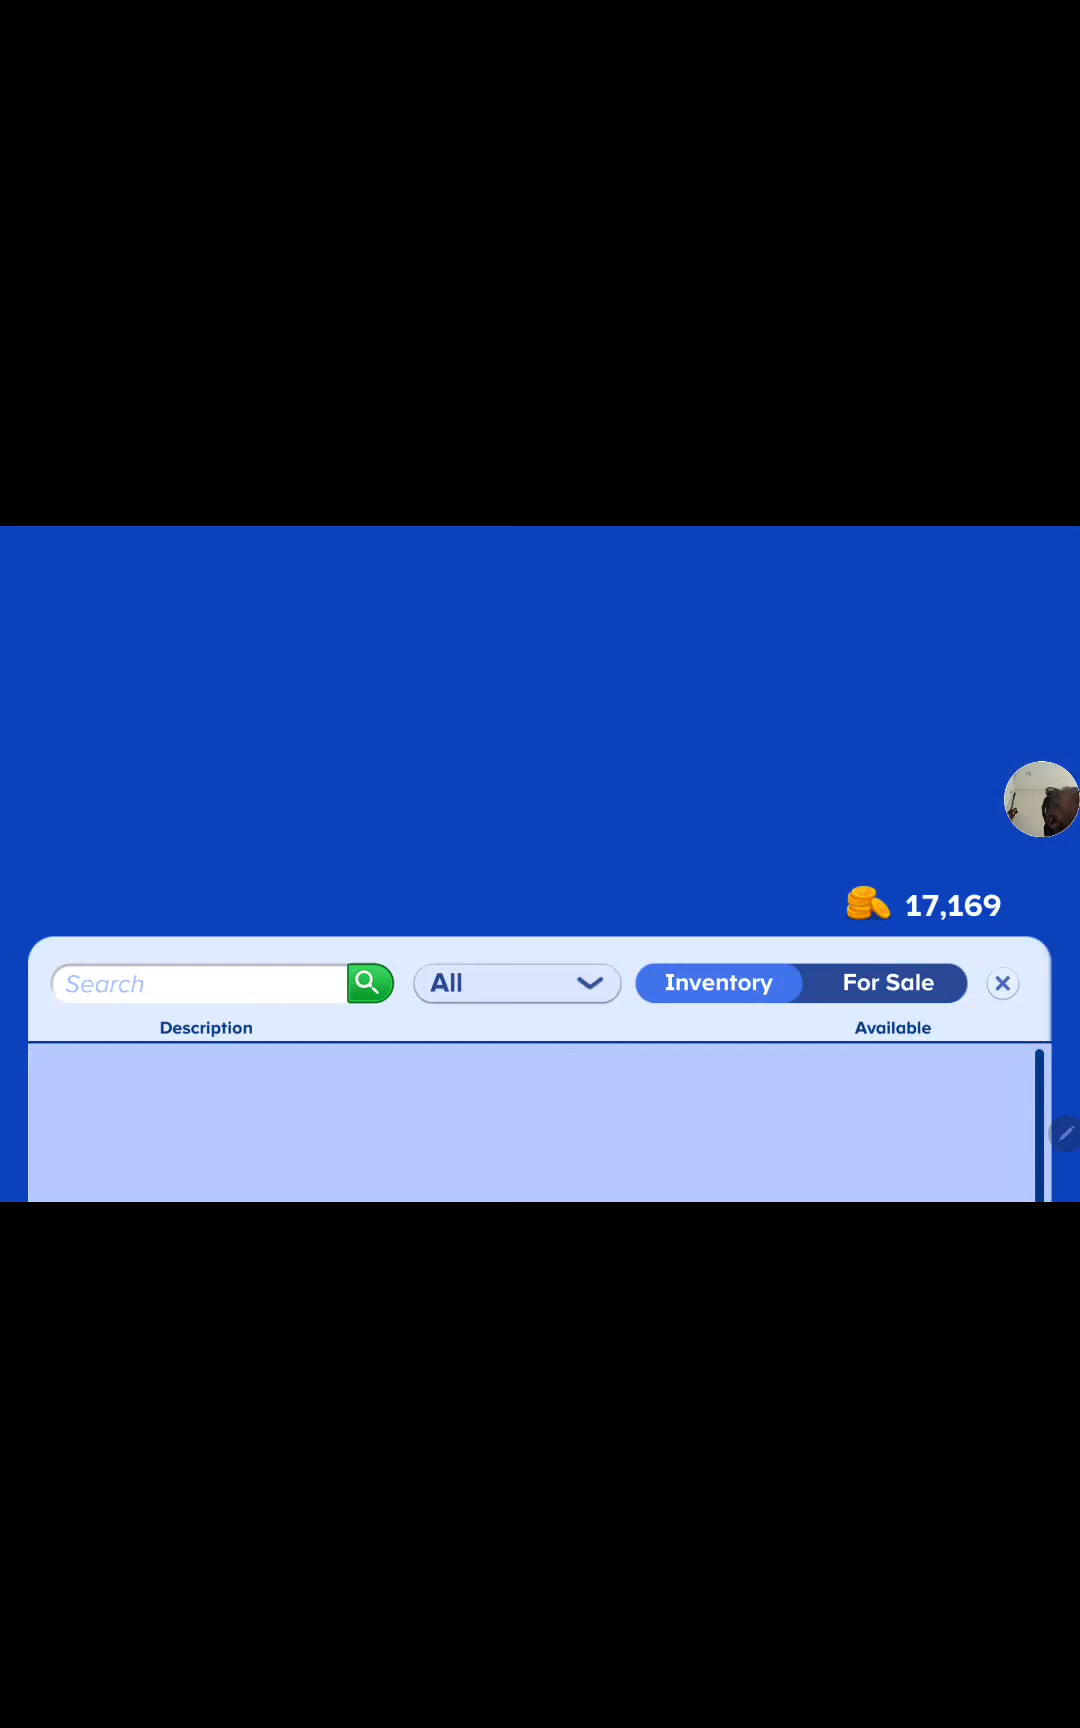 17,169
Search
All
Inventory
For Sale
Description
Available